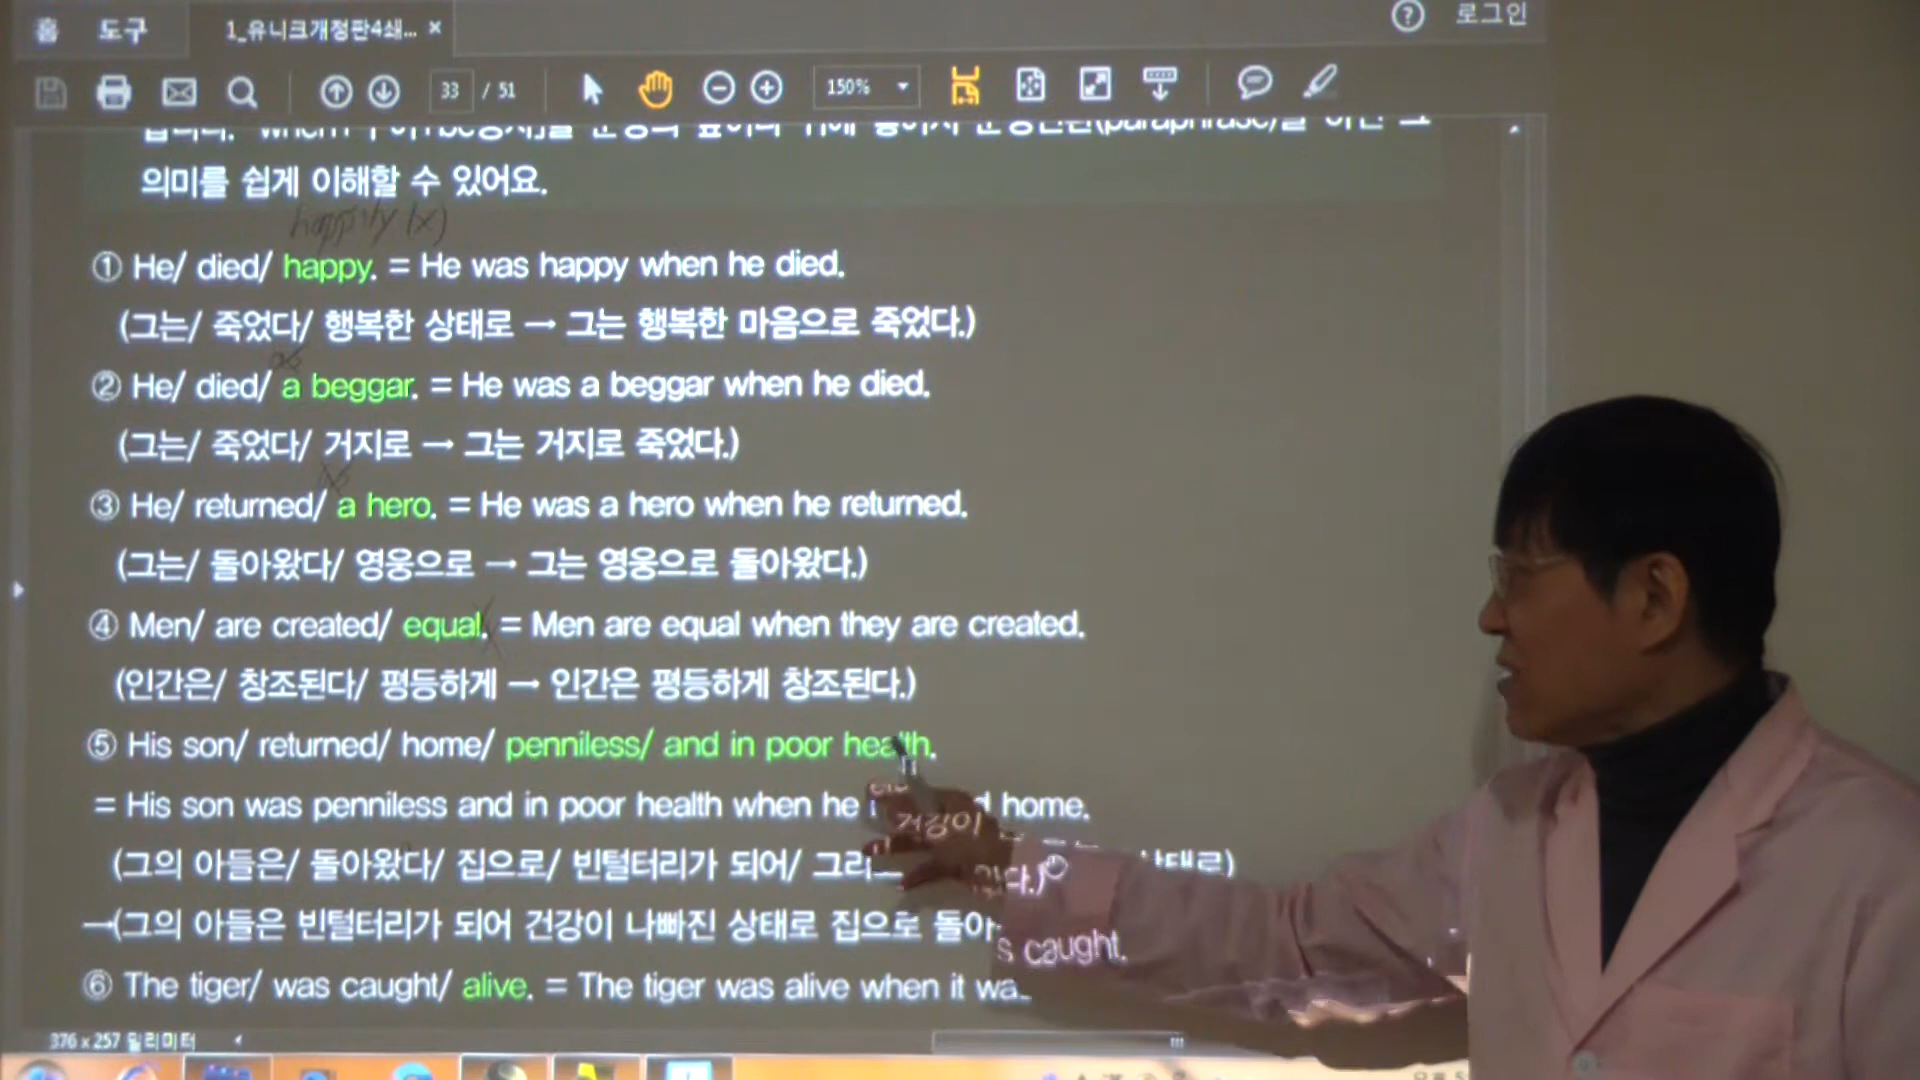 홈 도구 1_유니크개정판4쇄... × 로그인
33 / 51 150%
의미를 쉽게 이해할 수 있어요.
happily (x)
① He/ died/ happy. = He was happy when he died.
(그는/ 죽었다/ 행복한 상태로 → 그는 행복한 마음으로 죽었다.)
as
② He/ died/ a beggar. = He was a beggar when he died.
(그는/ 죽었다/ 거지로 → 그는 거지로 죽었다.)
as
③ He/ returned/ a hero. = He was a hero when he returned.
(그는/ 돌아왔다/ 영웅으로 → 그는 영웅으로 돌아왔다.)
④ Men/ are created/ equal. = Men are equal when they are created.
(인간은/ 창조된다/ 평등하게 → 인간은 평등하게 창조된다.)
⑤ His son/ returned/ home/ penniless/ and in poor health.
= His son was penniless and in poor health when he home.
(그의 아들은/ 돌아왔다/ 집으로/ 빈털터리가 되어/ 건강이 상태로)
→(그의 아들은 빈털터리가 되어 건강이 나빠진 상태로 집으로
⑥ The tiger/ was caught/ alive. = The tiger was alive when it caught.
376 x 257 밀리미터